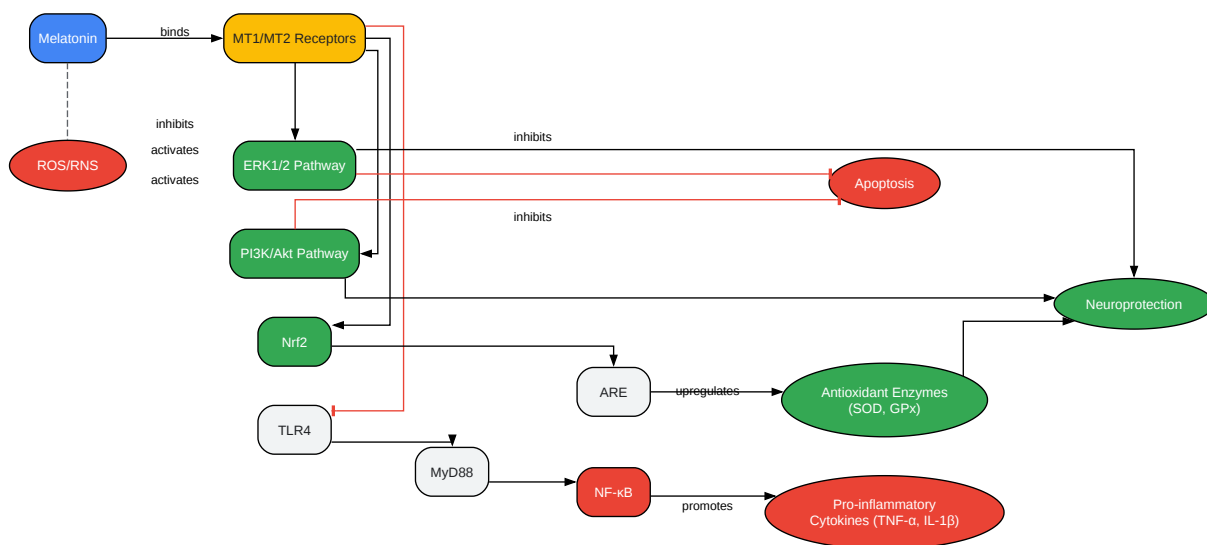 Melatonin
binds
MT1/MT2 Receptors
inhibits
activates
activates
ROS/RNS
ERK1/2 Pathway
inhibits
Apoptosis
inhibits
PI3K/Akt Pathway
Neuroprotection
Nrf2
ARE
upregulates
Antioxidant Enzymes
(SOD, GPx)
TLR4
MyD88
NF-κB
promotes
Pro-inflammatory
Cytokines (TNF-α, IL-1β)